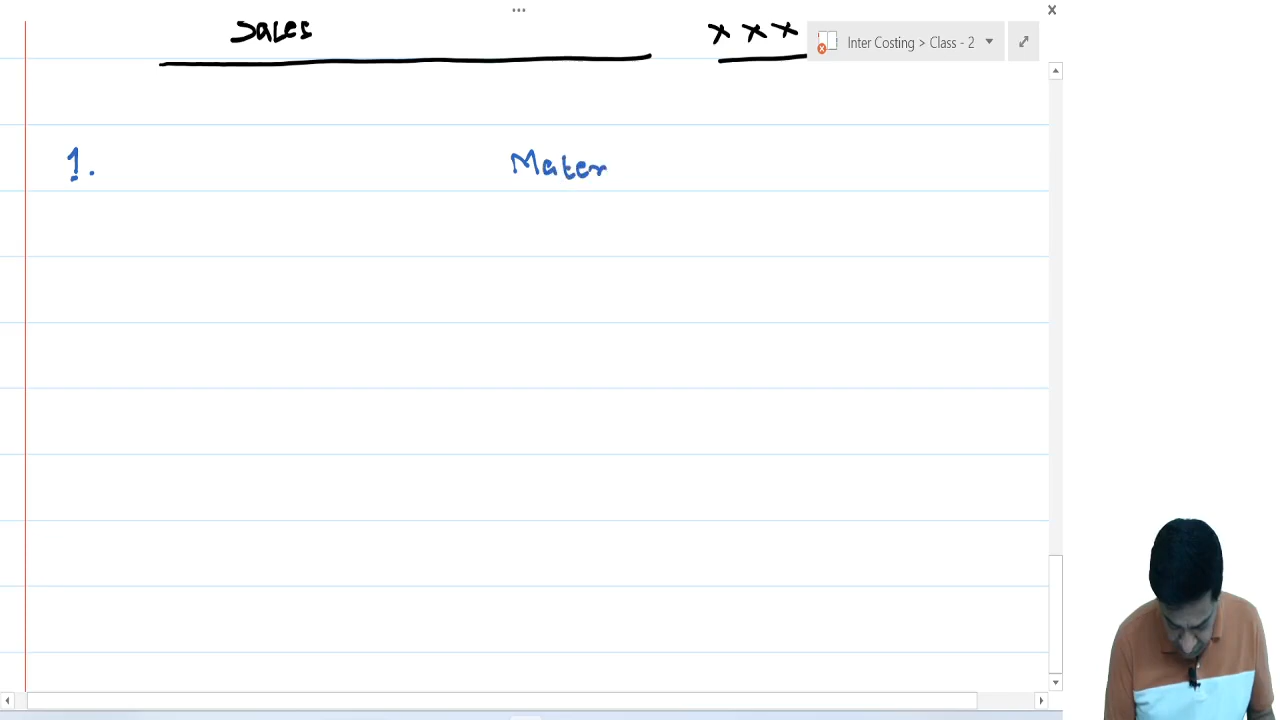 Sales x x x
Inter Costing > Class - 2
1. Mater